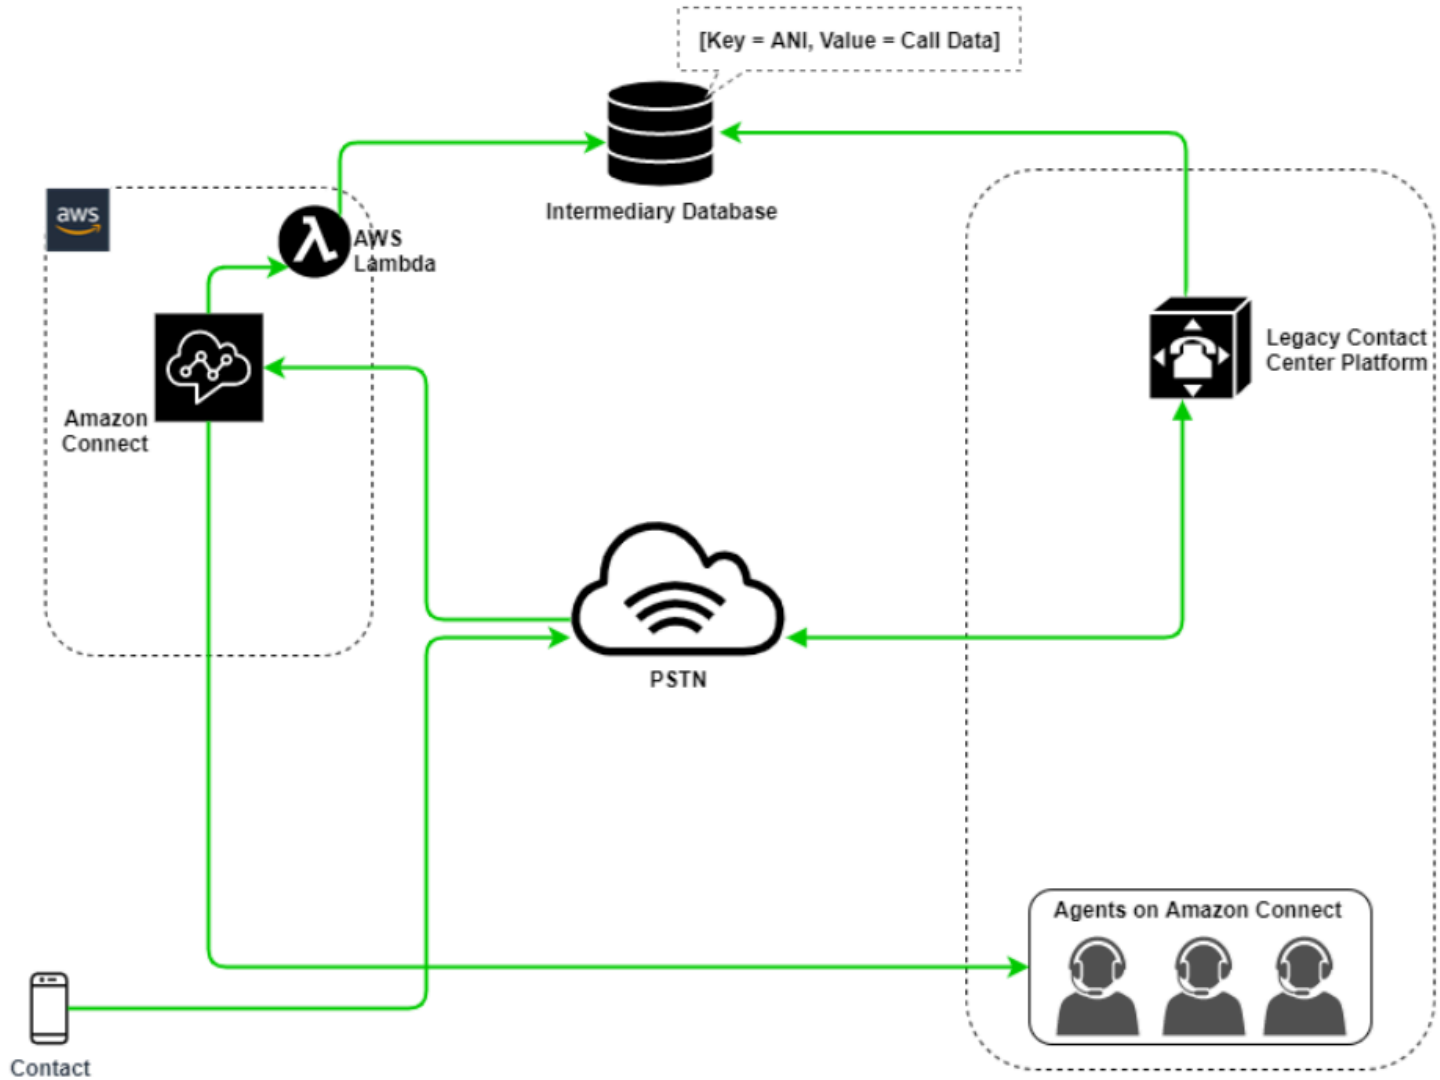 [Key = ANI, Value = Call Data]
Intermediary Database
aws
AWS
Lambda
Legacy Contact
Center Platform
Amazon
Connect
PSTN
Agents on Amazon Connect
Contact